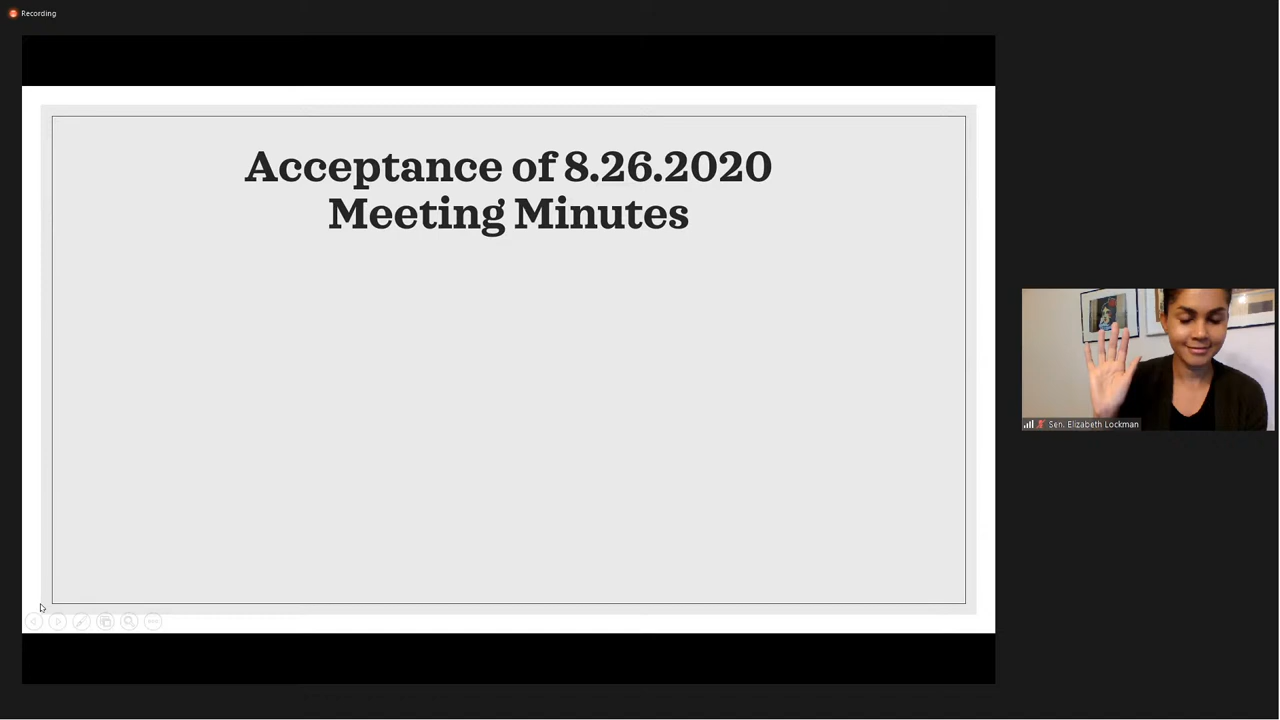 Recording
Acceptance of 8.26.2020
Meeting Minutes
Sen. Elizabeth Lockman